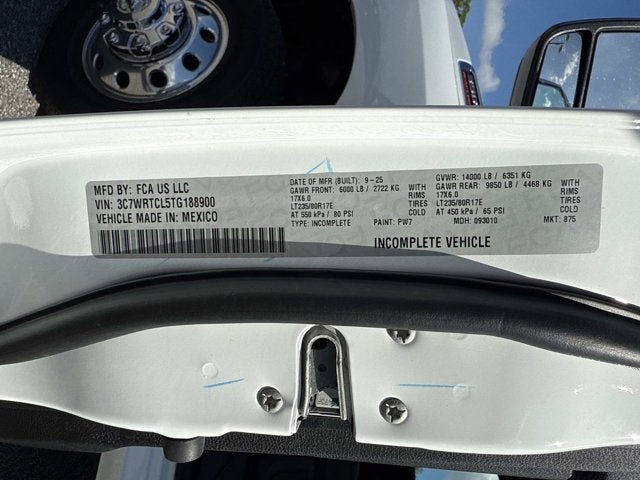 MFD BY: FCA US LLC
VIN: 3C7WRTCL5TG188900
VEHICLE MADE IN: MEXICO
DATE OF MFR (BUILT): 9-25
GAWR FRONT: 6000 LB / 2722 KG WITH
17X6.0 RIMS
LT235/80R17E TIRES
AT 550 kPa / 80 PSI COLD
TYPE: INCOMPLETE PAINT: PW7
GVWR: 14000 LB / 6351 KG
GAWR REAR: 9850 LB / 4468 KG WITH
17X6.0 RIMS
LT235/80R17E TIRES
AT 450 kPa / 65 PSI COLD
MDH: 093010 MKT: 875
INCOMPLETE VEHICLE